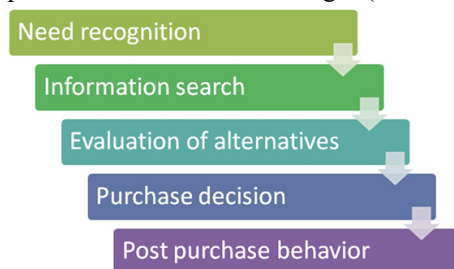 Need recognition
Information search
Evaluation of alternatives
Purchase decision
Post purchase behavior